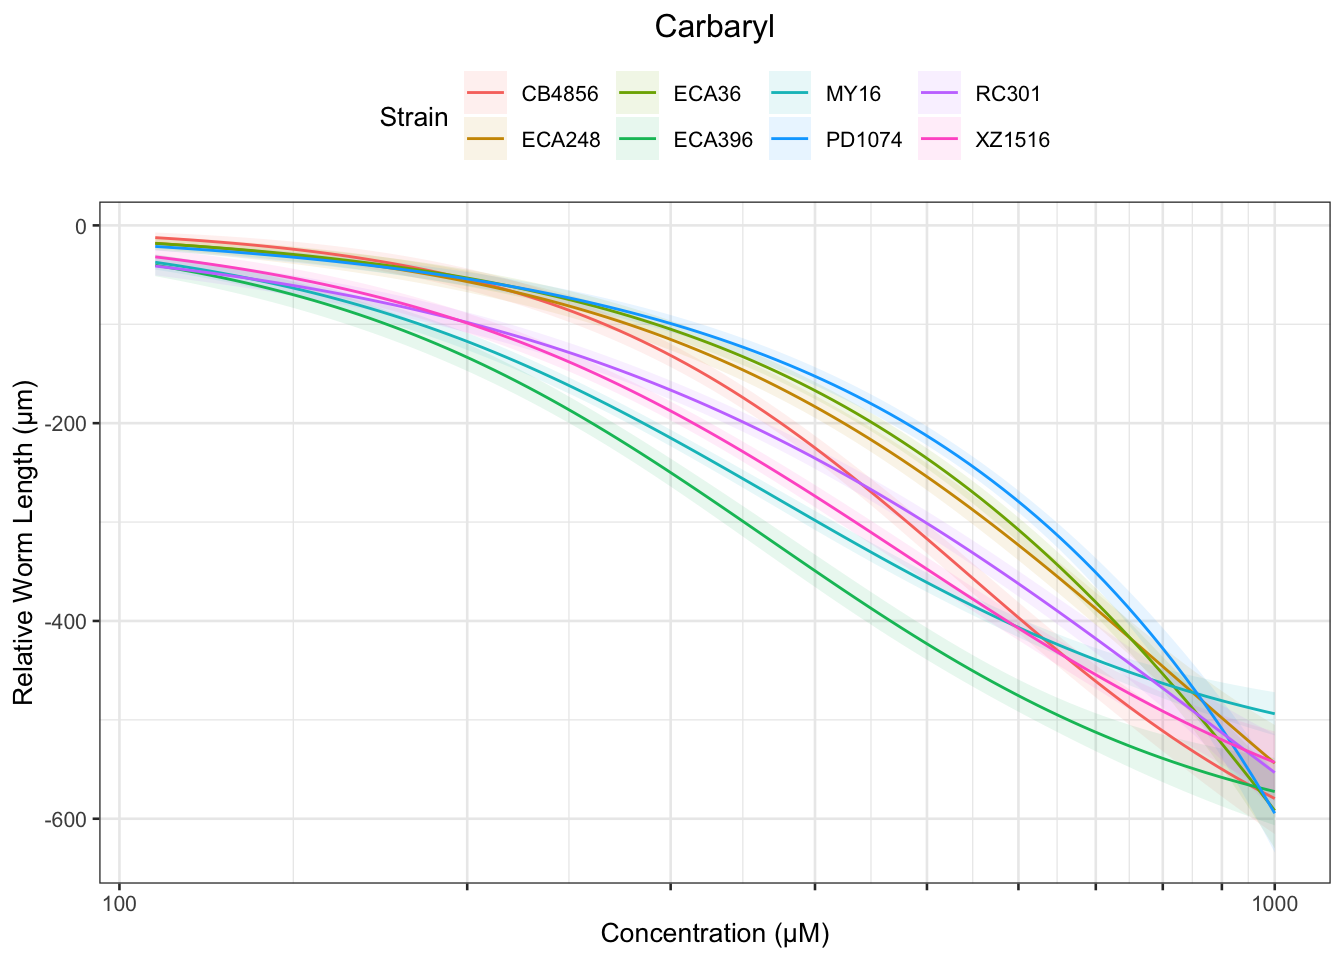 Carbaryl
Strain
CB4856 ECA36 MY16 RC301
ECA248 ECA396 PD1074 XZ1516
Relative Worm Length (µm)
0
-200
-400
-600
100 1000
Concentration (µM)